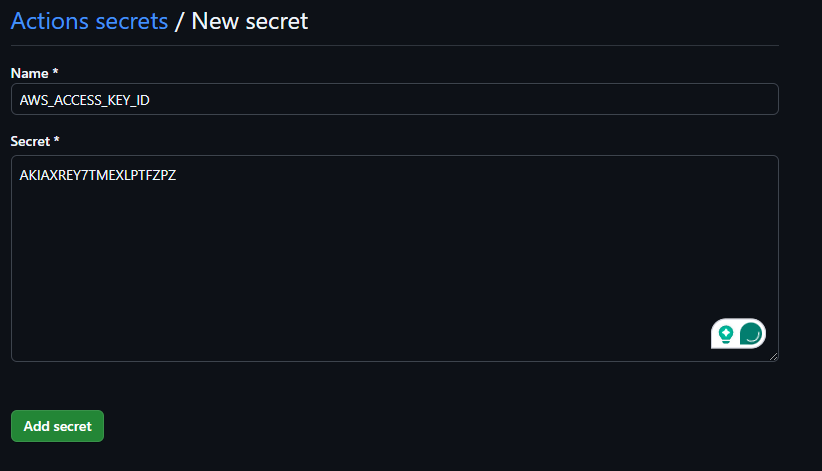 Actions secrets / New secret
Name *
AWS_ACCESS_KEY_ID
Secret *
AKIAXREY7TMEXLPTFZPZ
Add secret